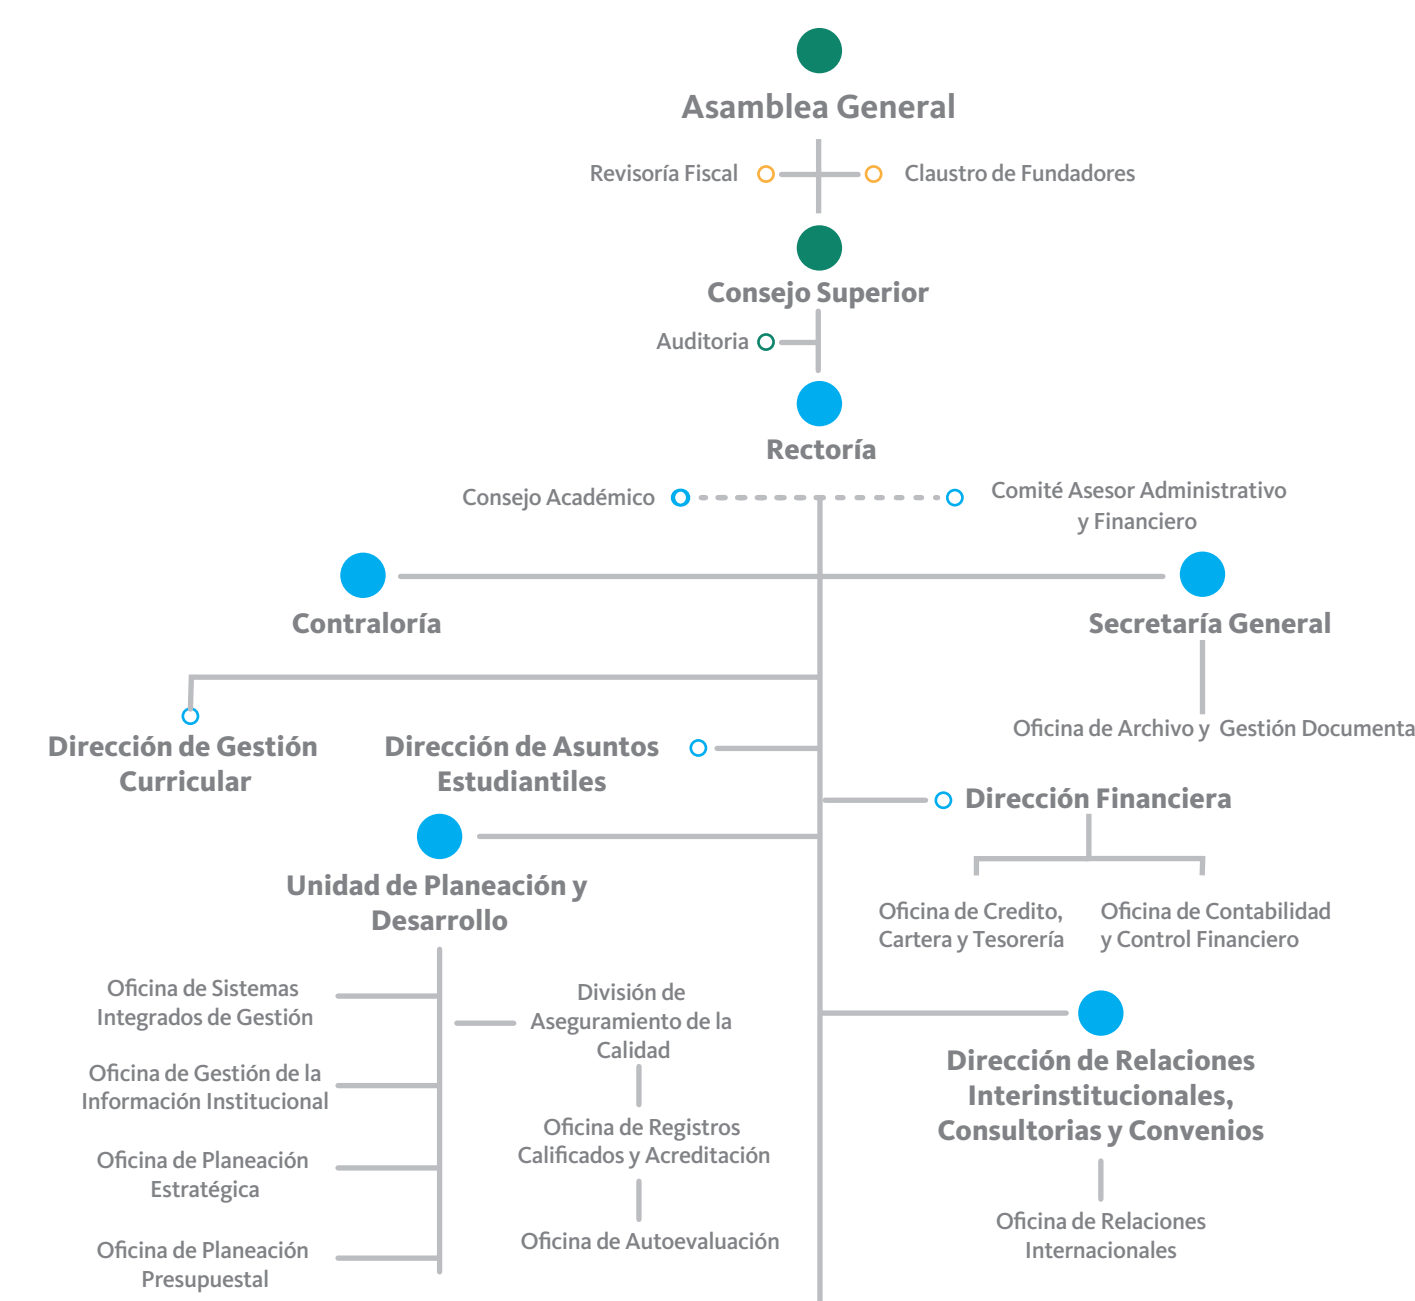 Asamblea General
Revisoría Fiscal
Claustro de Fundadores
Consejo Superior
Auditoria
Rectoría
Consejo Académico
Comité Asesor Administrativo
y Financiero
Contraloría
Secretaría General
Oficina de Archivo y Gestión Documenta
Dirección de Gestión
Curricular
Dirección de Asuntos
Estudiantiles
Dirección Financiera
Oficina de Credito,
Cartera y Tesorería
Oficina de Contabilidad
y Control Financiero
Unidad de Planeación y
Desarrollo
Oficina de Sistemas
Integrados de Gestión
Oficina de Gestión de la
Información Institucional
Oficina de Planeación
Estratégica
Oficina de Planeación
Presupuestal
División de
Aseguramiento de la
Calidad
Oficina de Registros
Calificados y Acreditación
Oficina de Autoevaluación
Dirección de Relaciones
Interinstitucionales,
Consultorias y Convenios
Oficina de Relaciones
Internacionales